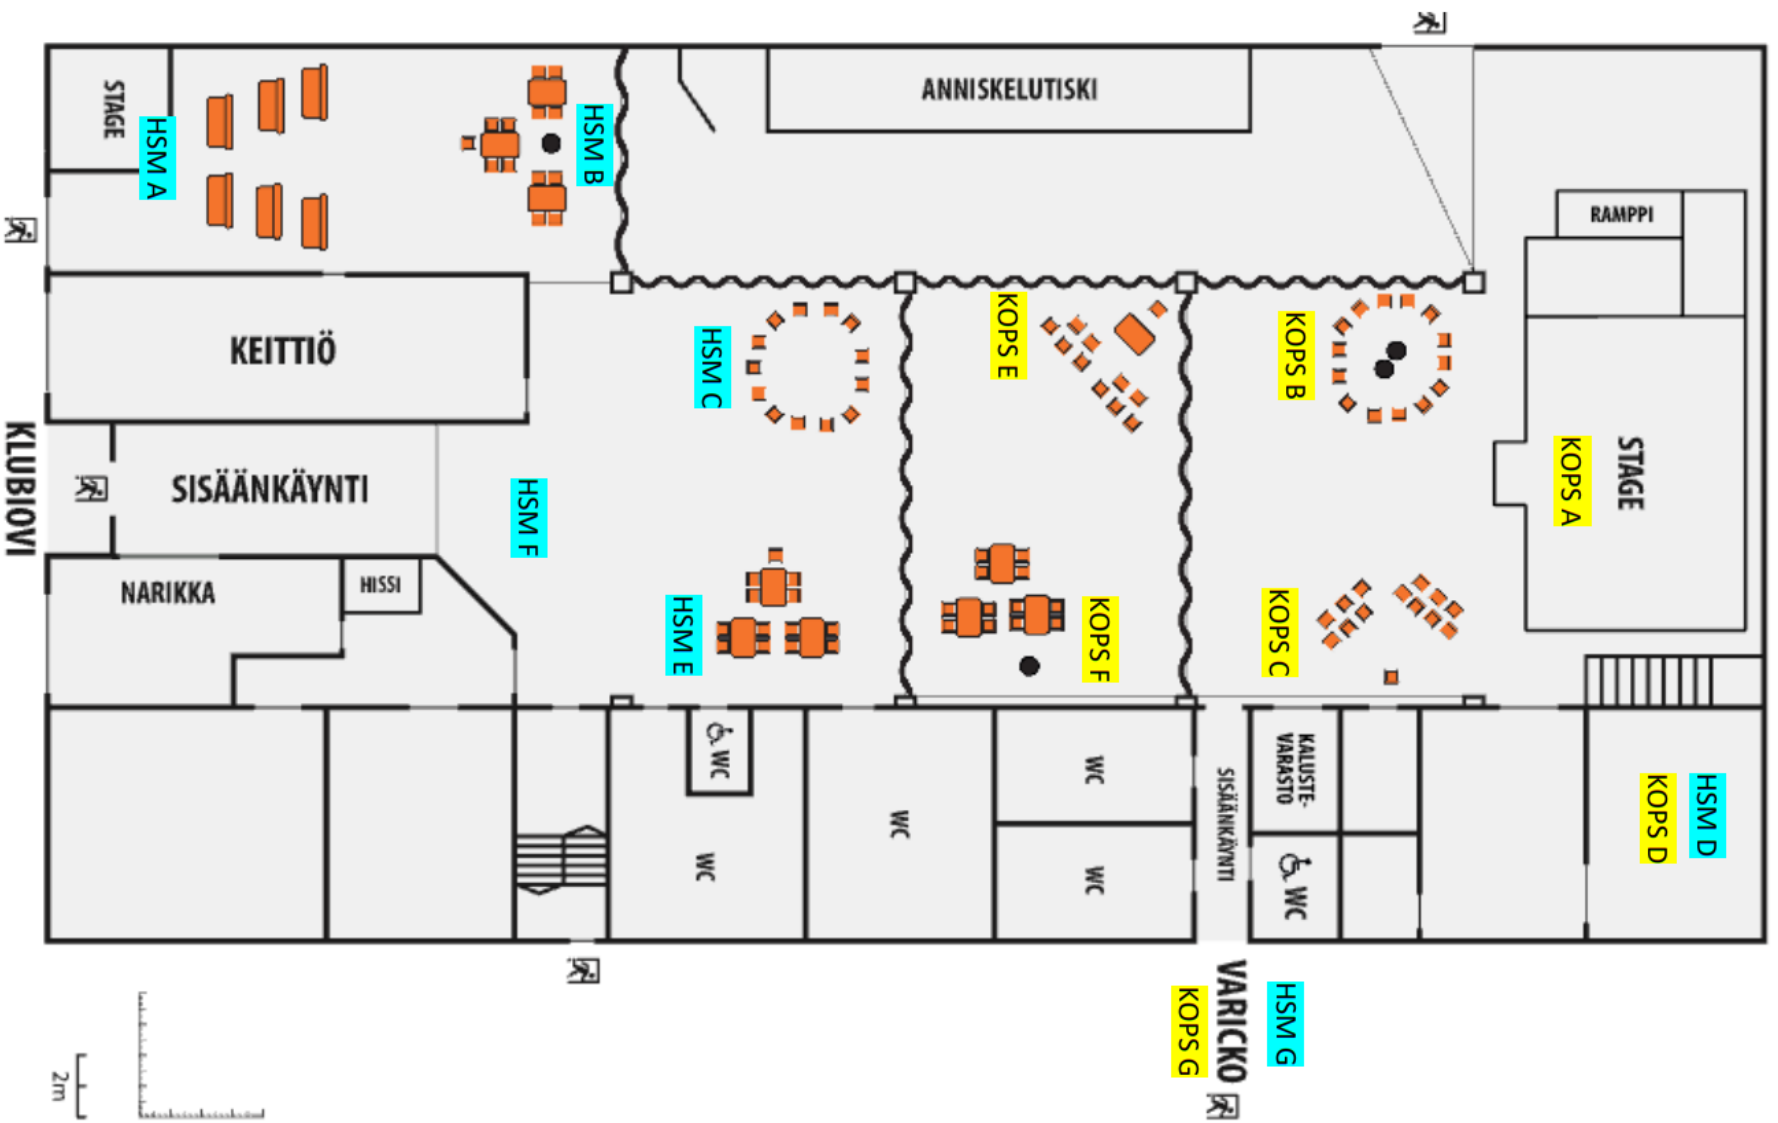 STAGE
HSM A
HSM B
ANNISKELUTISKI
RAMPPI
KEITTIÖ
HSM C
KOPS E
KOPS B
KOPS A
STAGE
KLUBIOVI
SISÄÄNKÄYNTI
HSM F
NARIKKA
HISSI
HSM E
KOPS F
KOPS C
WC
WC
WC
WC
WC
SISÄÄNKÄYNTI
KALUSTE-
VARASTO
WC
KOPS D
HSM D
KOPS G
VARICKO
HSM G
2m